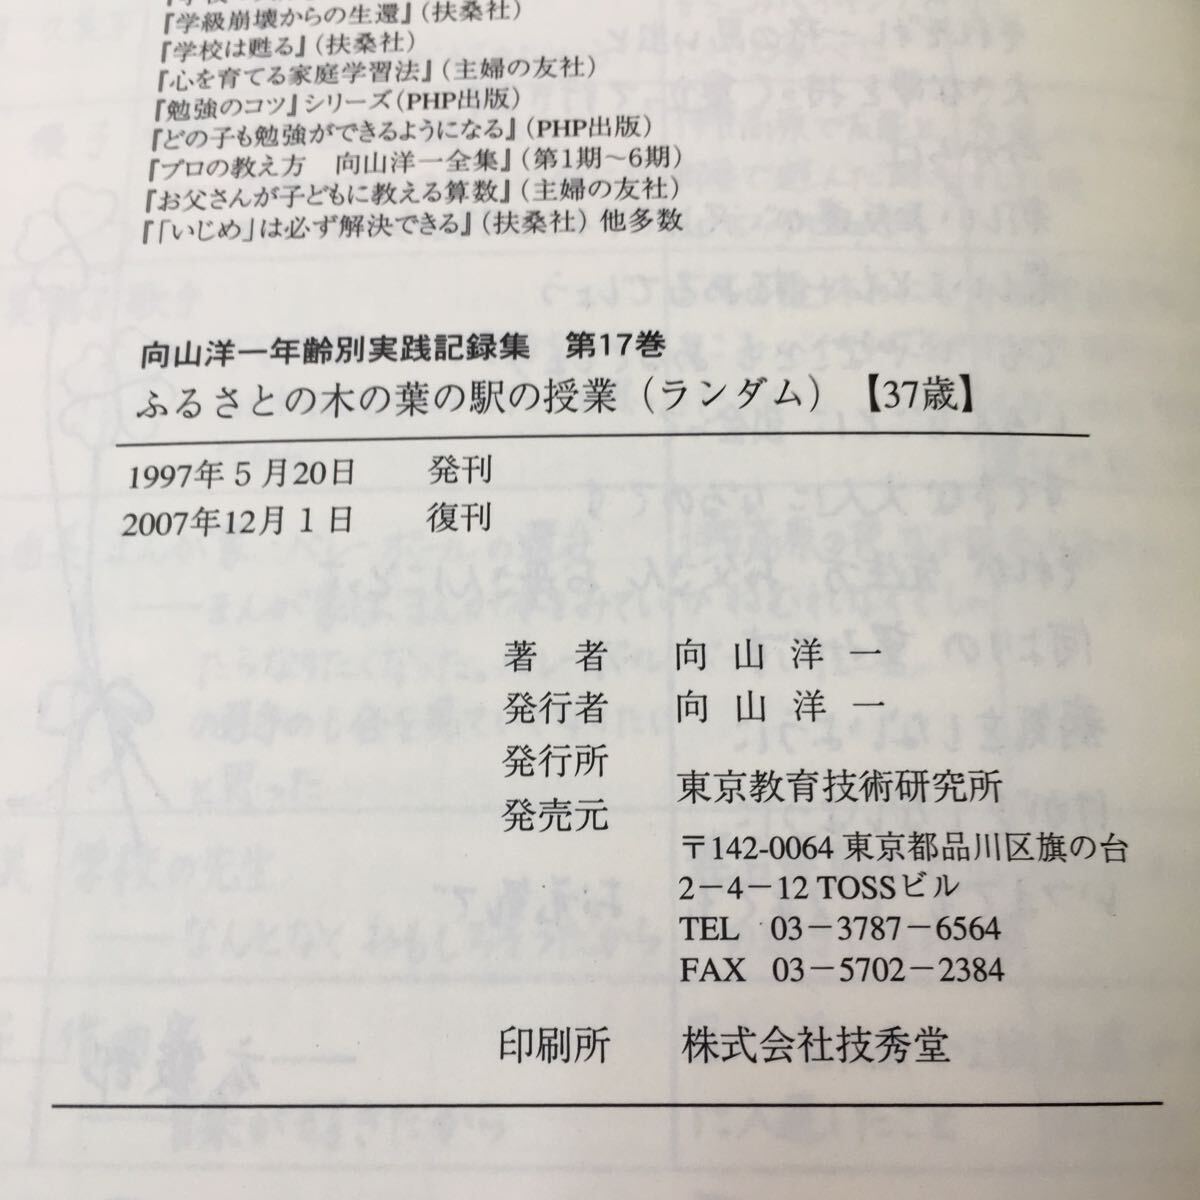 『学級崩壊からの生還』(扶桑社)
『学校は甦る』(扶桑社)
『心を育てる家庭学習法』(主婦の友社)
『勉強のコツ』シリーズ(PHP出版)
『どの子も勉強ができるようになる』(PHP出版)
『プロの教え方　向山洋一全集』(第1期〜6期)
『お父さんが子どもに教える算数』(主婦の友社)
『「いじめ」は必ず解決できる』(扶桑社) 他多数
向山洋一年齢別実践記録集　第17巻
ふるさとの木の葉の駅の授業（ランダム）【37歳】
1997年5月20日　発刊
2007年12月1日　復刊
著　者　向 山 洋 一
発行者　向 山 洋 一
発行所
発売元　東京教育技術研究所
〒142-0064 東京都品川区旗の台
2−4−12 TOSSビル
TEL 03−3787−6564
FAX 03−5702−2384
印刷所　株式会社技秀堂